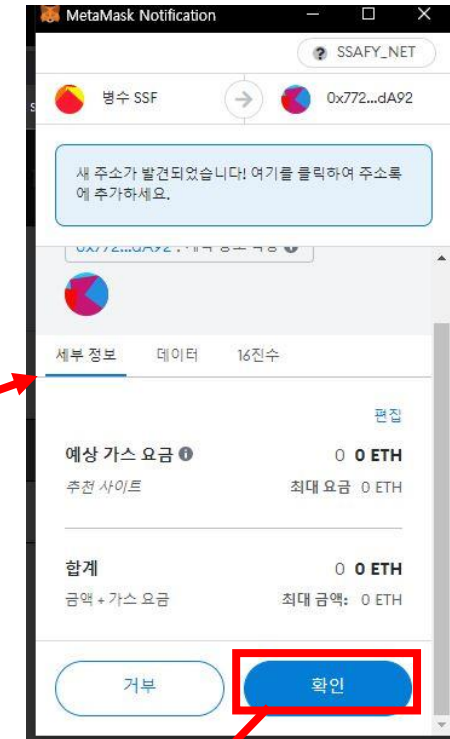 MetaMask Notification
SSAFY_NET
병수 SSF
0x772...dA92
새 주소가 발견되었습니다! 여기를 클릭하여 주소록
에 추가하세요.
세부 정보
데이터
16진수
편집
예상 가스 요금
0 0 ETH
추천 사이트
최대 요금 0 ETH
합계
0 0 ETH
금액 + 가스 요금
최대 금액: 0 ETH
거부
확인